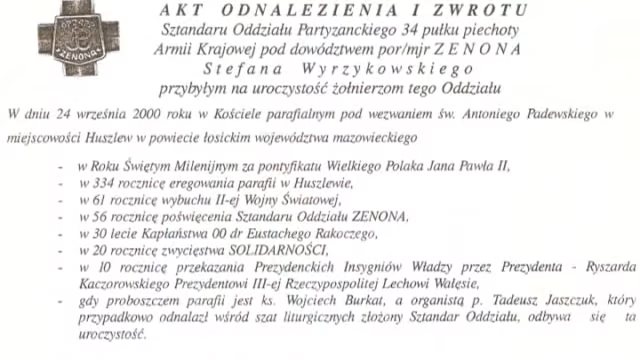 AKT ODNALEZIENIA I ZWROTU
Sztandaru Oddziału Partyzanckiego 34 pułku piechoty
Armii Krajowej pod dowództwem por/mjr ZENONA
Stefana Wyrzykowskiego
przybyłym na uroczystość żołnierzom tego Oddziału
ZENONA
W dniu 24 września 2000 roku w Kościele parafialnym pod wezwaniem św. Antoniego Padewskiego w
miejscowości Huszlew w powiecie łosickim województwa mazowieckiego
- w Roku Świętym Milenijnym za pontyfikatu Wielkiego Polaka Jana Pawła II,
- w 334 rocznicę eregowania parafii w Huszlewie,
- w 61 rocznicę wybuchu II-ej Wojny Światowej,
- w 56 rocznicę poświęcenia Sztandaru Oddziału ZENONA,
- w 30 lecie Kapłaństwa 00 dr Eustachego Rakoczego,
- w 20 rocznicę zwycięstwa SOLIDARNOŚCI,
- w 10 rocznicę przekazania Prezydenckich Insygniów Władzy przez Prezydenta - Ryszarda
Kaczorowskiego Prezydentowi III-ej Rzeczypospolitej Lechowi Wałęsie,
- gdy proboszczem parafii jest ks. Wojciech Burkat, a organistą p. Tadeusz Jaszczuk, który
przypadkowo odnalazł wśród szat liturgicznych złożony Sztandar Oddziału, odbywa się ta
uroczystość.